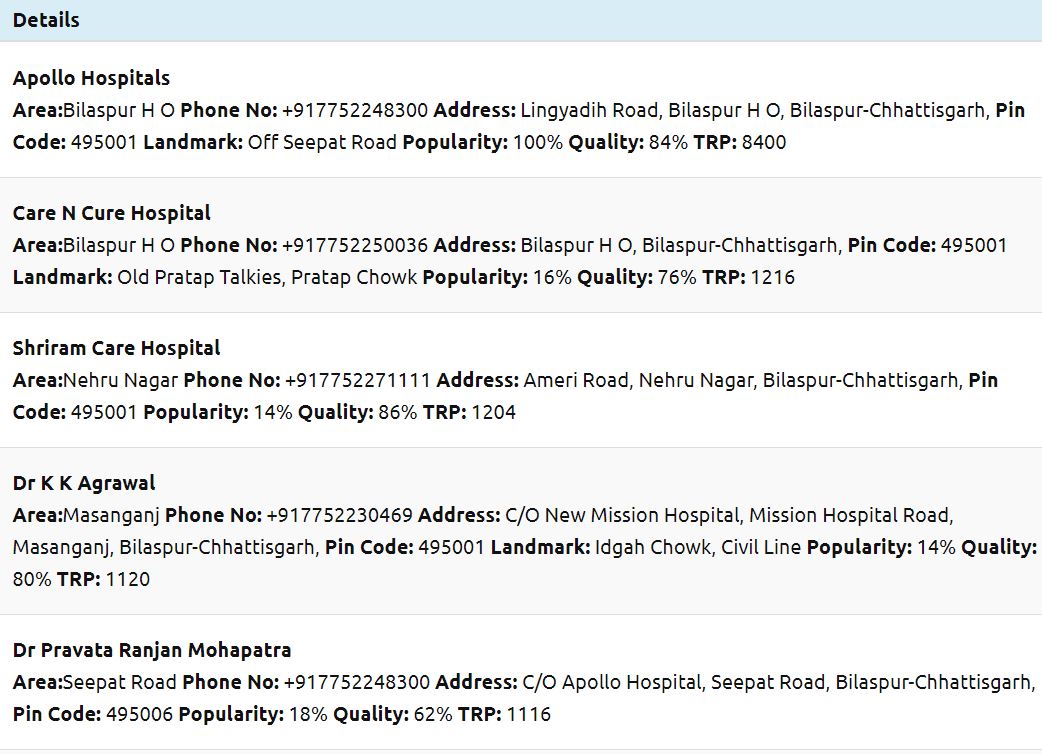 Details
Apollo Hospitals
Area:Bilaspur H O Phone No: +917752248300 Address: Lingyadih Road, Bilaspur H O, Bilaspur-Chhattisgarh, Pin
Code: 495001 Landmark: Off Seepat Road Popularity: 100% Quality: 84% TRP: 8400
Care N Cure Hospital
Area:Bilaspur H O Phone No: +917752250036 Address: Bilaspur H O, Bilaspur-Chhattisgarh, Pin Code: 495001
Landmark: Old Pratap Talkies, Pratap Chowk Popularity: 16% Quality: 76% TRP: 1216
Shriram Care Hospital
Area:Nehru Nagar Phone No: +917752271111 Address: Ameri Road, Nehru Nagar, Bilaspur-Chhattisgarh, Pin
Code: 495001 Popularity: 14% Quality: 86% TRP: 1204
Dr K K Agrawal
Area:Masanganj Phone No: +917752230469 Address: C/O New Mission Hospital, Mission Hospital Road,
Masanganj, Bilaspur-Chhattisgarh, Pin Code: 495001 Landmark: Idgah Chowk, Civil Line Popularity: 14% Quality:
80% TRP: 1120
Dr Pravata Ranjan Mohapatra
Area:Seepat Road Phone No: +917752248300 Address: C/O Apollo Hospital, Seepat Road, Bilaspur-Chhattisgarh,
Pin Code: 495006 Popularity: 18% Quality: 62% TRP: 1116